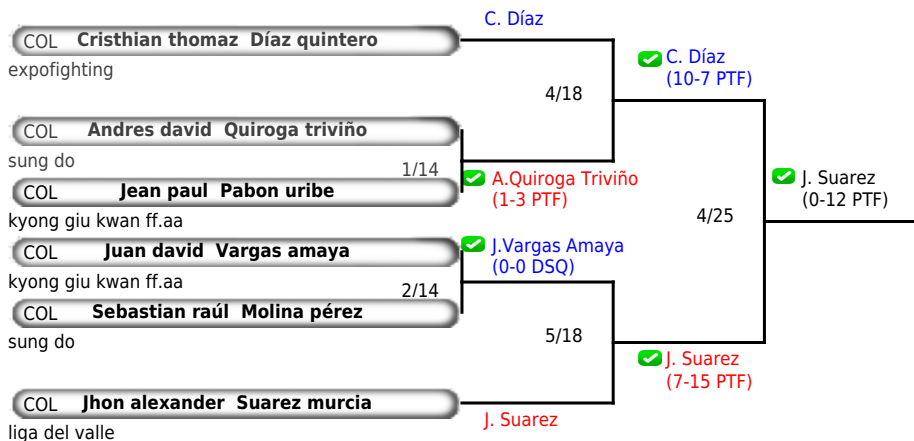 C. Díaz
COL Cristhian thomaz Díaz quintero
expofighting
C. Díaz
(10-7 PTF)
4/18
COL Andres david Quiroga triviño
sung do
1/14
A.Quiroga Triviño
(1-3 PTF)
COL Jean paul Pabon uribe
kyong giu kwan ff.aa
J. Suarez
(0-12 PTF)
4/25
COL Juan david Vargas amaya
kyong giu kwan ff.aa
J.Vargas Amaya
(0-0 DSQ)
2/14
COL Sebastian raúl Molina pérez
sung do
5/18
J. Suarez
(7-15 PTF)
COL Jhon alexander Suarez murcia
liga del valle
J. Suarez